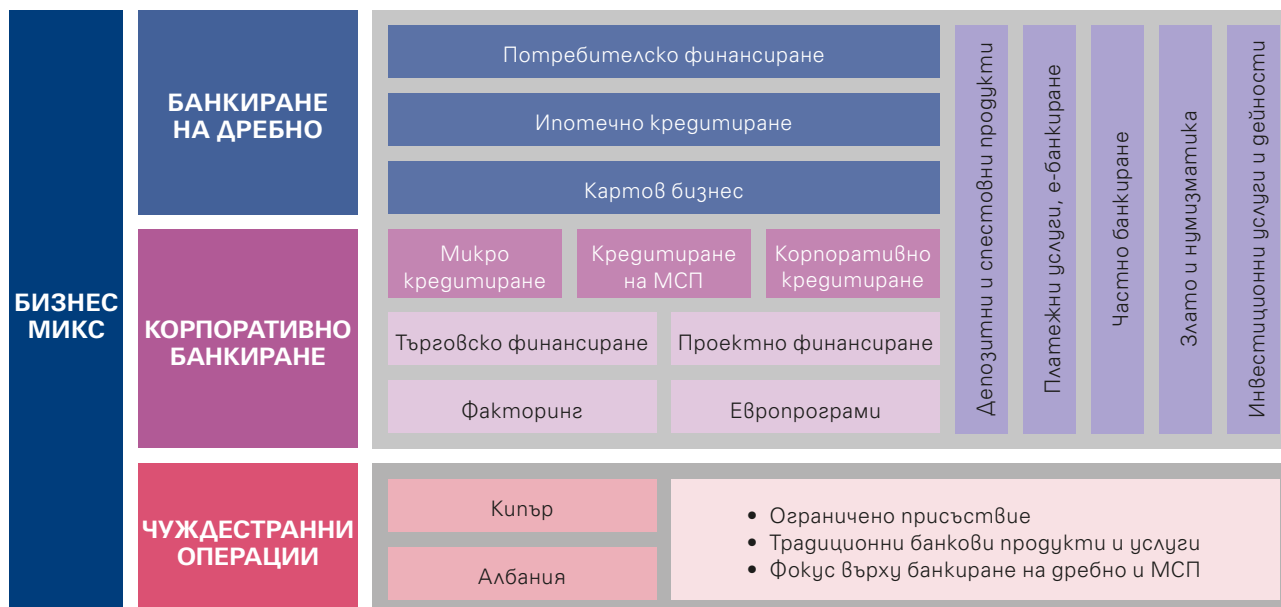 БИЗНЕС
МИКС
БАНКИРАНЕ
НА ДРЕБНО
Потребителско финансиране
Ипотечно кредитиране
Картов бизнес
КОРПОРАТИВНО
БАНКИРАНЕ
Микро
кредитиране
Кредитиране
на МСП
Корпоративно
кредитиране
Търговско финансиране
Проектно финансиране
Факторинг
Европрограми
Депозитни и спестовни продукти
Платежни услуги, е-банкиране
Частно банкиране
Злато и нумизматика
Инвестиционни услуги и дейности
ЧУЖДЕСТРАННИ
ОПЕРАЦИИ
Кипър
Албания
• Ограничено присъствие
• Традиционни банкови продукти и услуги
• Фокус върху банкиране на дребно и МСП